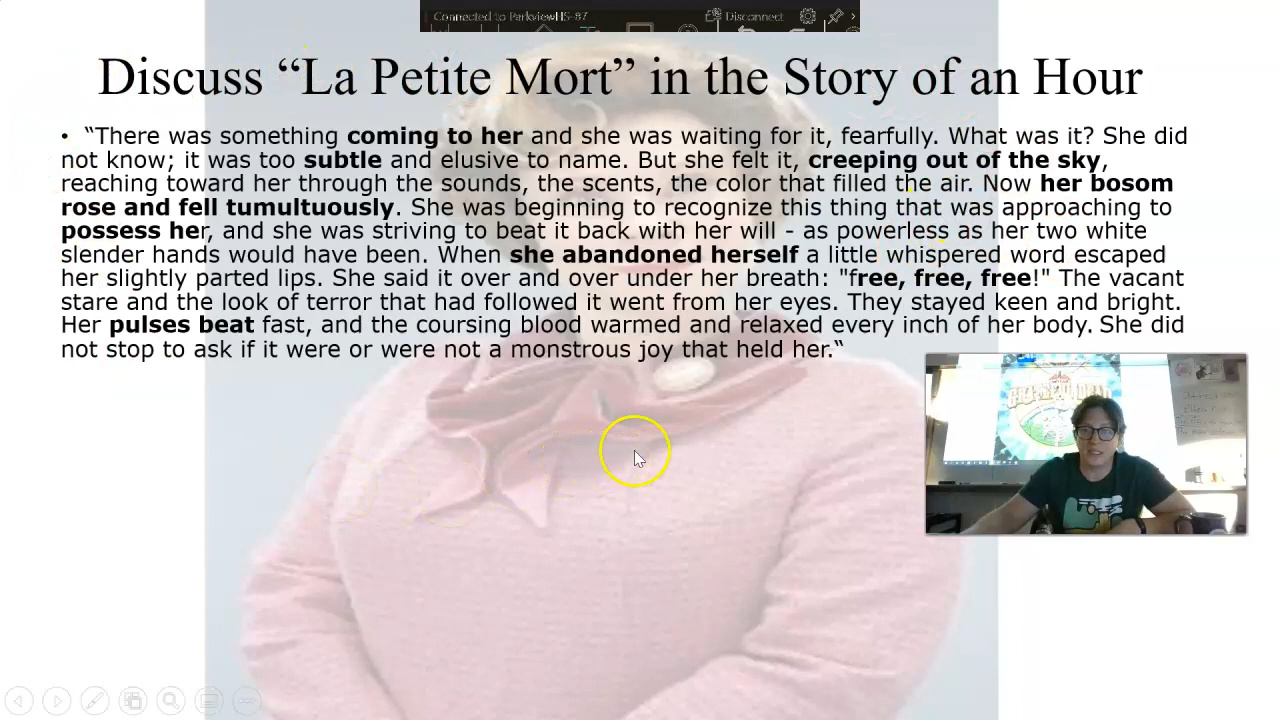 Connected to ParkviewHS-87 Disconnect
Discuss “La Petite Mort” in the Story of an Hour
• “There was something coming to her and she was waiting for it, fearfully. What was it? She did
not know; it was too subtle and elusive to name. But she felt it, creeping out of the sky,
reaching toward her through the sounds, the scents, the color that filled the air. Now her bosom
rose and fell tumultuously. She was beginning to recognize this thing that was approaching to
possess her, and she was striving to beat it back with her will - as powerless as her two white
slender hands would have been. When she abandoned herself a little whispered word escaped
her slightly parted lips. She said it over and over under her breath: "free, free, free!" The vacant
stare and the look of terror that had followed it went from her eyes. They stayed keen and bright.
Her pulses beat fast, and the coursing blood warmed and relaxed every inch of her body. She did
not stop to ask if it were or were not a monstrous joy that held her.“